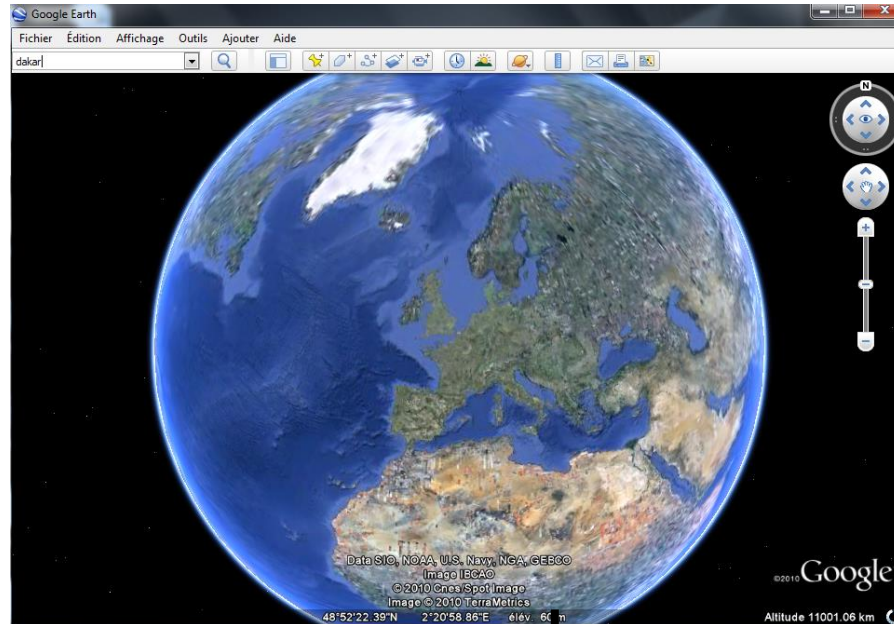 Google Earth
Fichier Édition Affichage Outils Ajouter Aide
dakar
N
Data SIO, NOAA, U.S. Navy, NGA, GEBCO
Image IBCAO
© 2010 Cnes/Spot Image
Image © 2010 TerraMetrics
©2010 Google
48°52'22.39"N 2°20'58.86"E élév. 60 m
Altitude 11001.06 km